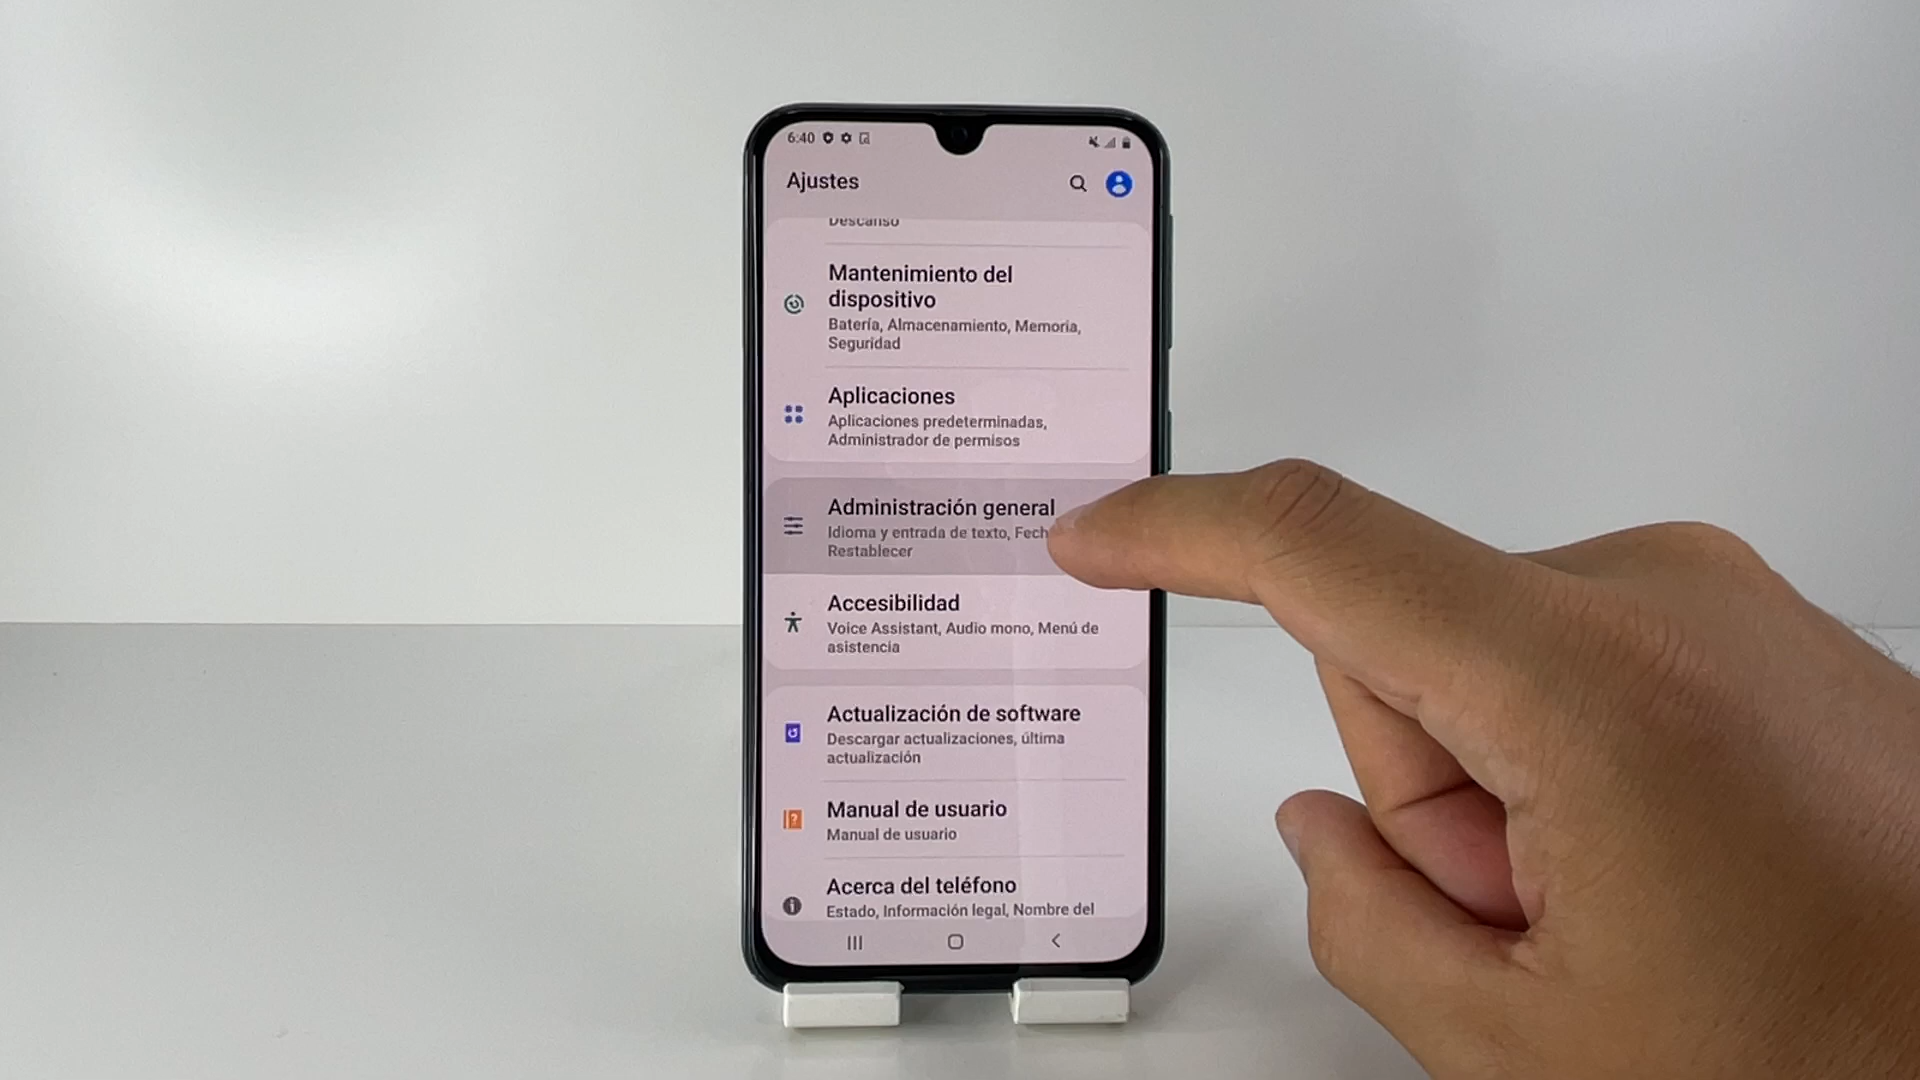 6:40
Ajustes
Descanso
Mantenimiento del
dispositivo
Batería, Almacenamiento, Memoria,
Seguridad
Aplicaciones
Aplicaciones predeterminadas,
Administrador de permisos
Administración general
Idioma y entrada de texto, Fech
Restablecer
Accesibilidad
Voice Assistant, Audio mono, Menú de
asistencia
Actualización de software
Descargar actualizaciones, última
actualización
Manual de usuario
Manual de usuario
Acerca del teléfono
Estado, Información legal, Nombre del